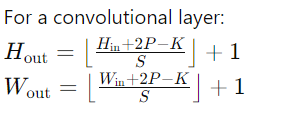 For a convolutional layer:
H_out = ⌊(H_in+2P−K)/S⌋ + 1
W_out = ⌊(W_in+2P−K)/S⌋ + 1